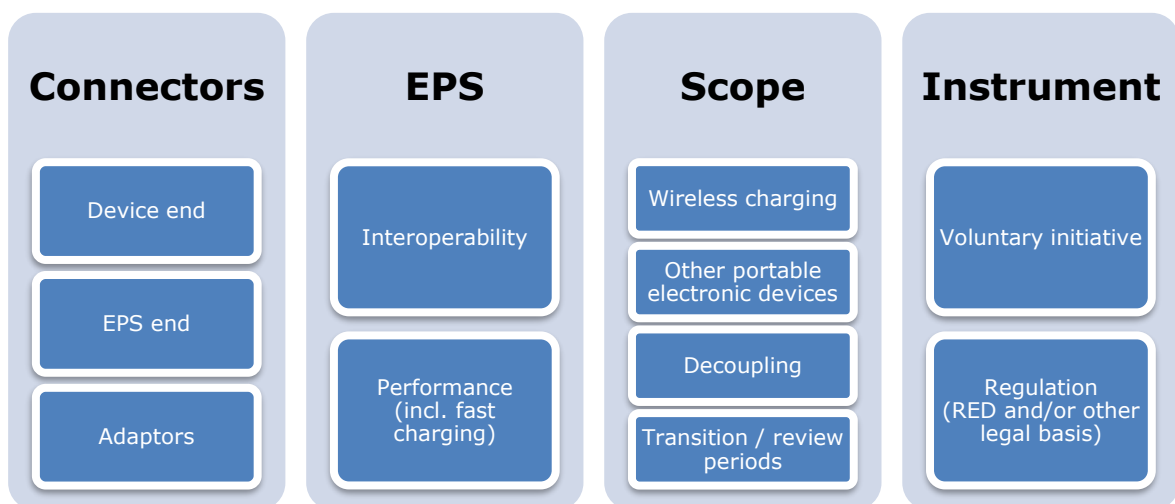 Connectors
Device end
EPS end
Adaptors
EPS
Interoperability
Performance
(incl. fast
charging)
Scope
Wireless charging
Other portable
electronic devices
Decoupling
Transition / review
periods
Instrument
Voluntary initiative
Regulation
(RED and/or other
legal basis)